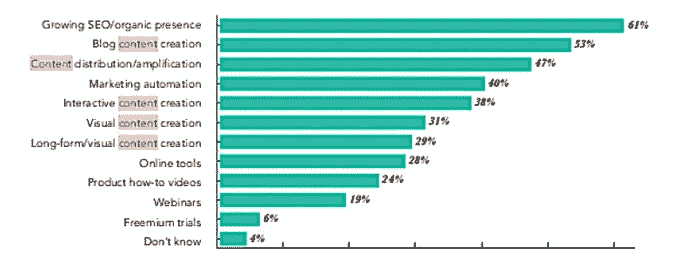 Growing SEO/organic presence 61%
Blog content creation 53%
Content distribution/amplification 47%
Marketing automation 40%
Interactive content creation 38%
Visual content creation 31%
Long-form/visual content creation 29%
Online tools 28%
Product how-to videos 24%
Webinars 19%
Freemium trials 6%
Don't know 4%